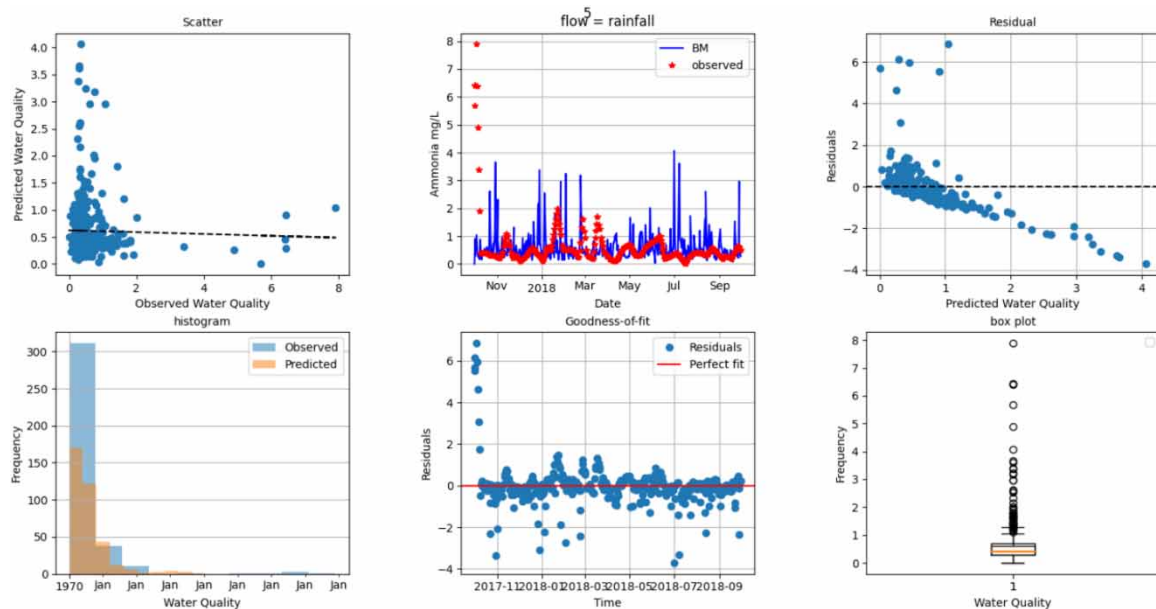 5
Scatter
Predicted Water Quality
4.0
3.5
3.0
2.5
2.0
1.5
1.0
0.5
0.0
0 2 4 6 8
Observed Water Quality
flow = rainfall
BM
observed
Ammonia mg/L
8
7
6
5
4
3
2
1
0
Nov 2018 Mar May Jul Sep
Date
Residual
Residuals
6
4
2
0
−2
−4
0 1 2 3 4
Predicted Water Quality
histogram
Observed
Predicted
Frequency
300
250
200
150
100
50
0
1970 Jan Jan Jan Jan Jan Jan Jan Jan
Water Quality
Goodness-of-fit
Residuals
Perfect fit
Residuals
6
4
2
0
−2
−4
2017-11 2018-01 2018-03 2018-05 2018-07 2018-09
Time
box plot
Frequency
8
7
6
5
4
3
2
1
0
1
Water Quality